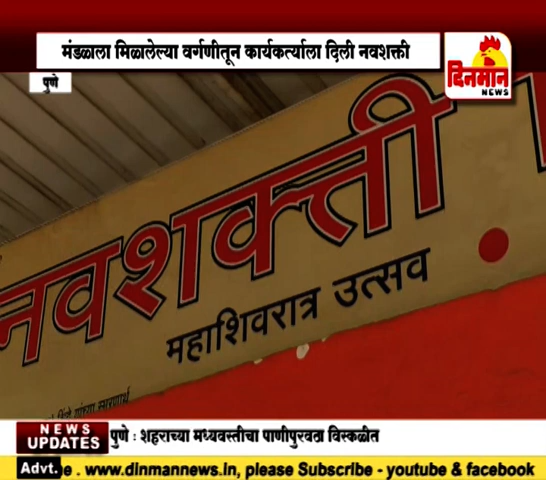 मंडळाला मिळालेल्या वर्गणीतून कार्यकर्त्याला दिली नवशक्ती
दिनमान
NEWS
पुणे
नवशक्ती
महाशिवरात्र उत्सव
NEWS
UPDATES
पुणे : शहराच्या मध्यवस्तीचा पाणीपुरवठा विस्कळीत
Advt. e . www.dinmannews.in, please Subscribe - youtube & facebook